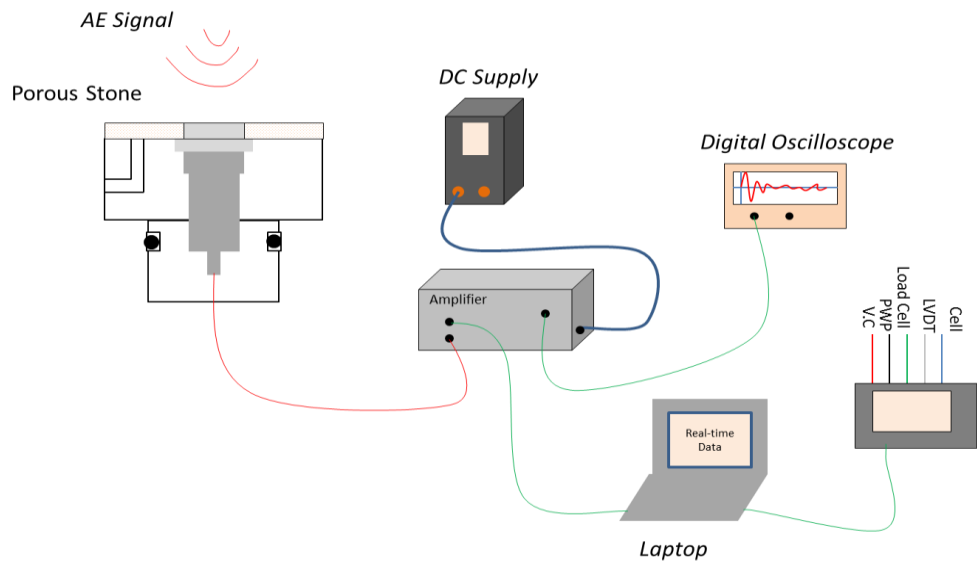 AE Signal
Porous Stone
DC Supply
Digital Oscilloscope
Amplifier
V.C
PWP
Load Cell
LVDT
Cell
Real-time
Data
Laptop